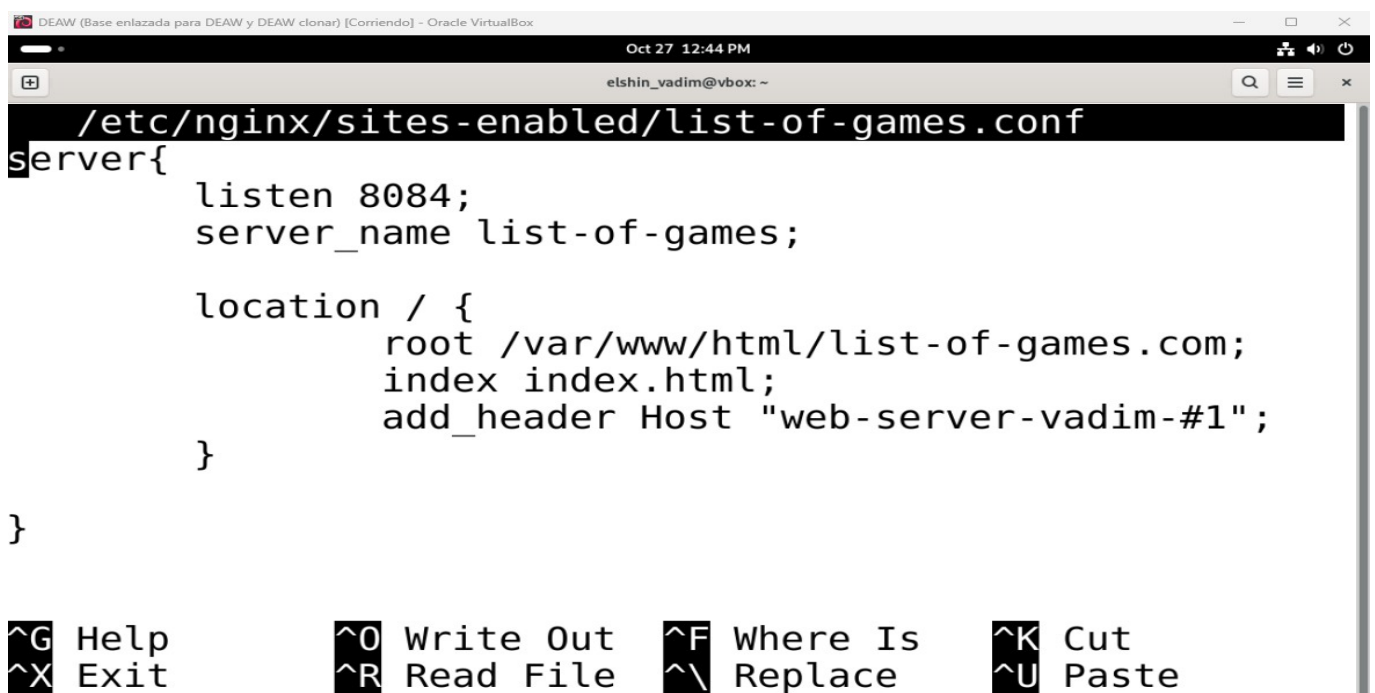 DEAW (Base enlazada para DEAW y DEAW clonar) [Corriendo] - Oracle VirtualBox
Oct 27 12:44 PM
elshin_vadim@vbox: ~
/etc/nginx/sites-enabled/list-of-games.conf
server{
listen 8084;
server_name list-of-games;
location / {
root /var/www/html/list-of-games.com;
index index.html;
add_header Host "web-server-vadim-#1";
}
}
^G Help ^O Write Out ^F Where Is ^K Cut
^X Exit ^R Read File ^\ Replace ^U Paste